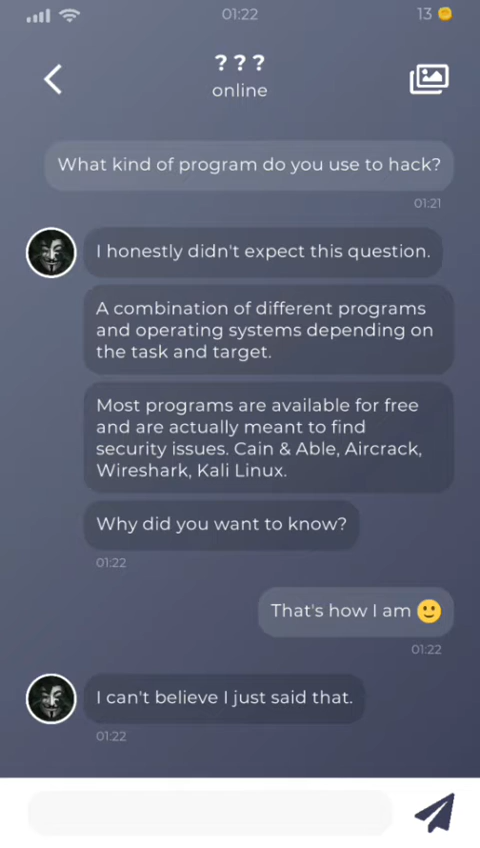 01:22
13
? ? ?
online
What kind of program do you use to hack?
01:21
I honestly didn't expect this question.
A combination of different programs
and operating systems depending on
the task and target.
Most programs are available for free
and are actually meant to find
security issues. Cain & Able, Aircrack,
Wireshark, Kali Linux.
Why did you want to know?
01:22
That's how I am 🙂
01:22
I can't believe I just said that.
01:22